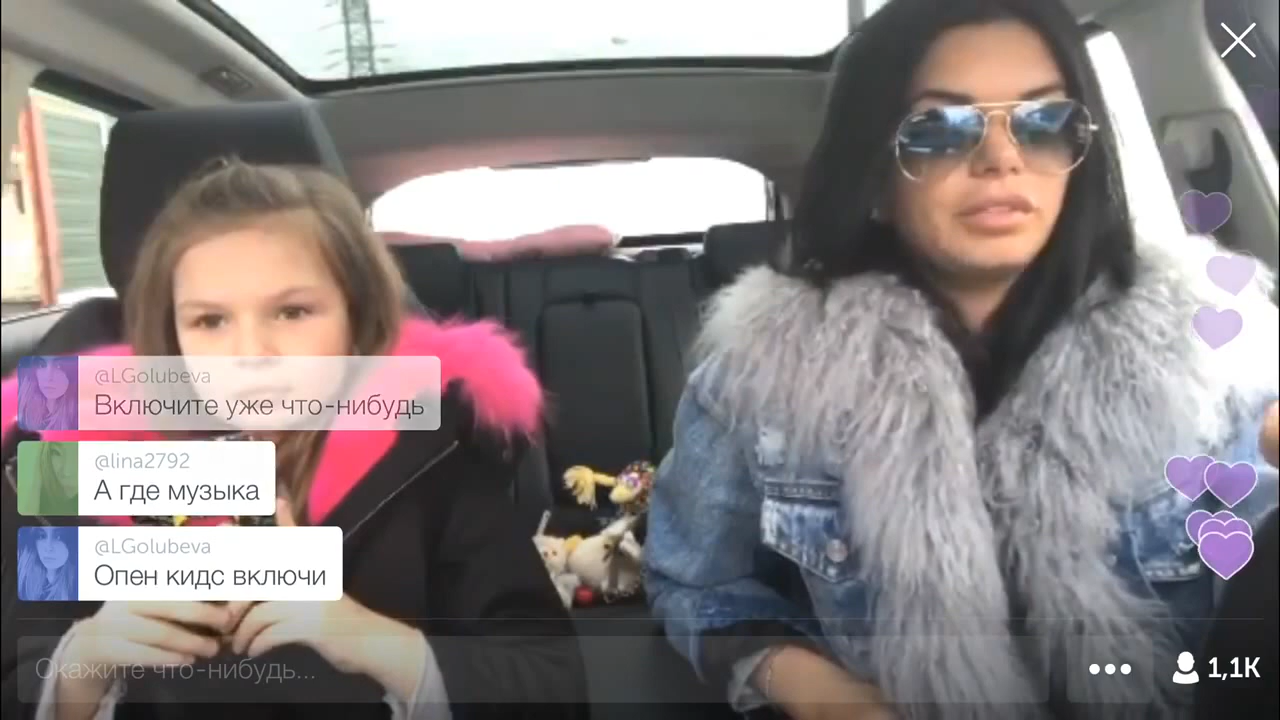 @LGolubeva
Включите уже что-нибудь
@lina2792
А где музыка
@LGolubeva
Опен кидс включи
Скажите что-нибудь...
1,1K